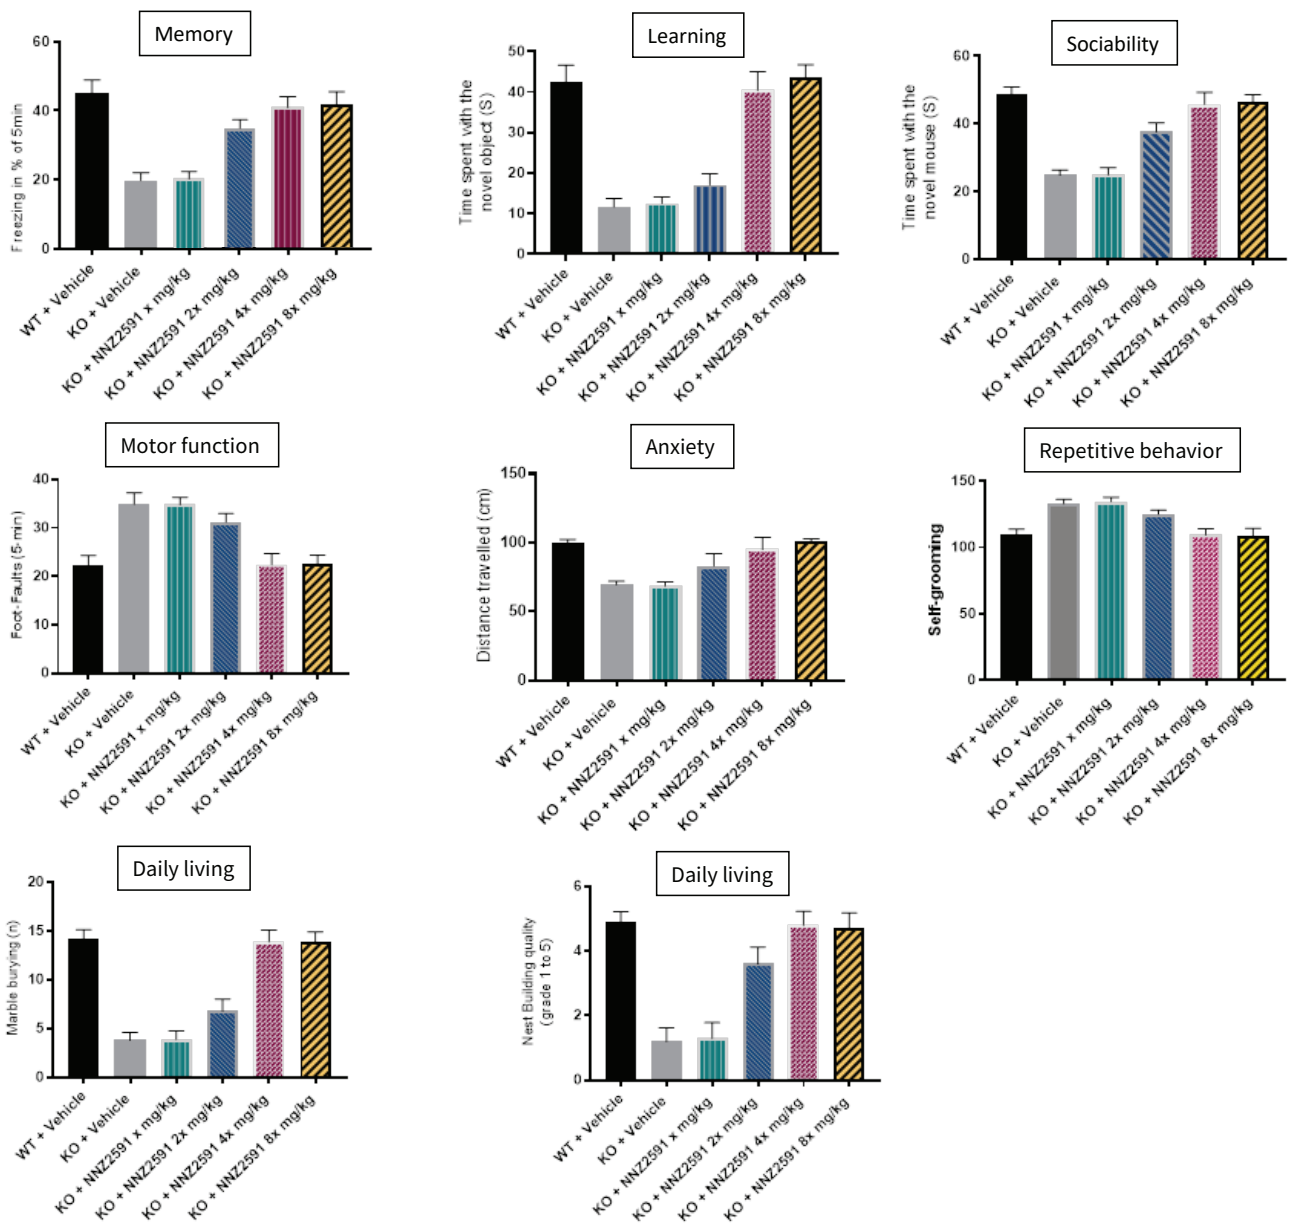 Memory
Freezing in % of 5min
60
40
20
0
WT + Vehicle
KO + Vehicle
KO + NNZ2591 x mg/kg
KO + NNZ2591 2x mg/kg
KO + NNZ2591 4x mg/kg
KO + NNZ2591 8x mg/kg
Learning
Time spent with the
novel object (S)
50
40
30
20
10
0
WT + Vehicle
KO + Vehicle
KO + NNZ2591 x mg/kg
KO + NNZ2591 2x mg/kg
KO + NNZ2591 4x mg/kg
KO + NNZ2591 8x mg/kg
Sociability
Time spent with the
novel mouse (S)
60
40
20
0
WT + Vehicle
KO + Vehicle
KO + NNZ2591 x mg/kg
KO + NNZ2591 2x mg/kg
KO + NNZ2591 4x mg/kg
KO + NNZ2591 8x mg/kg
Motor function
Foot-Faults (5-min)
40
30
20
10
0
WT + Vehicle
KO + Vehicle
KO + NNZ2591 x mg/kg
KO + NNZ2591 2x mg/kg
KO + NNZ2591 4x mg/kg
KO + NNZ2591 8x mg/kg
Anxiety
Distance travelled (cm)
150
100
50
0
WT + Vehicle
KO + Vehicle
KO + NNZ2591 x mg/kg
KO + NNZ2591 2x mg/kg
KO + NNZ2591 4x mg/kg
KO + NNZ2591 8x mg/kg
Repetitive behavior
Self-grooming
150
100
50
0
WT + Vehicle
KO + Vehicle
KO + NNZ2591 x mg/kg
KO + NNZ2591 2x mg/kg
KO + NNZ2591 4x mg/kg
KO + NNZ2591 8x mg/kg
Daily living
Marble burying (n)
20
15
10
5
0
WT + Vehicle
KO + Vehicle
KO + NNZ2591 x mg/kg
KO + NNZ2591 2x mg/kg
KO + NNZ2591 4x mg/kg
KO + NNZ2591 8x mg/kg
Daily living
Nest Building quality
(grade 1 to 5)
6
4
2
0
WT + Vehicle
KO + Vehicle
KO + NNZ2591 x mg/kg
KO + NNZ2591 2x mg/kg
KO + NNZ2591 4x mg/kg
KO + NNZ2591 8x mg/kg